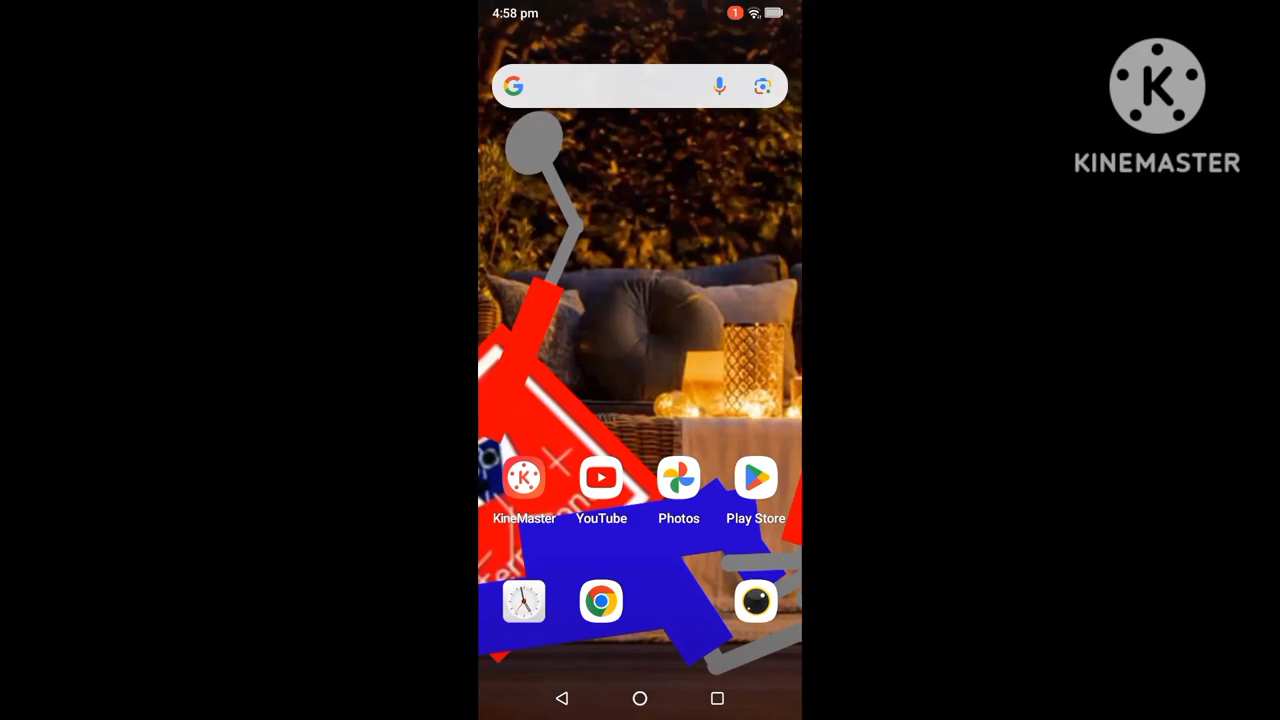 4:58 pm
1
K
KINEMASTER
KineMaster
YouTube
Photos
Play Store